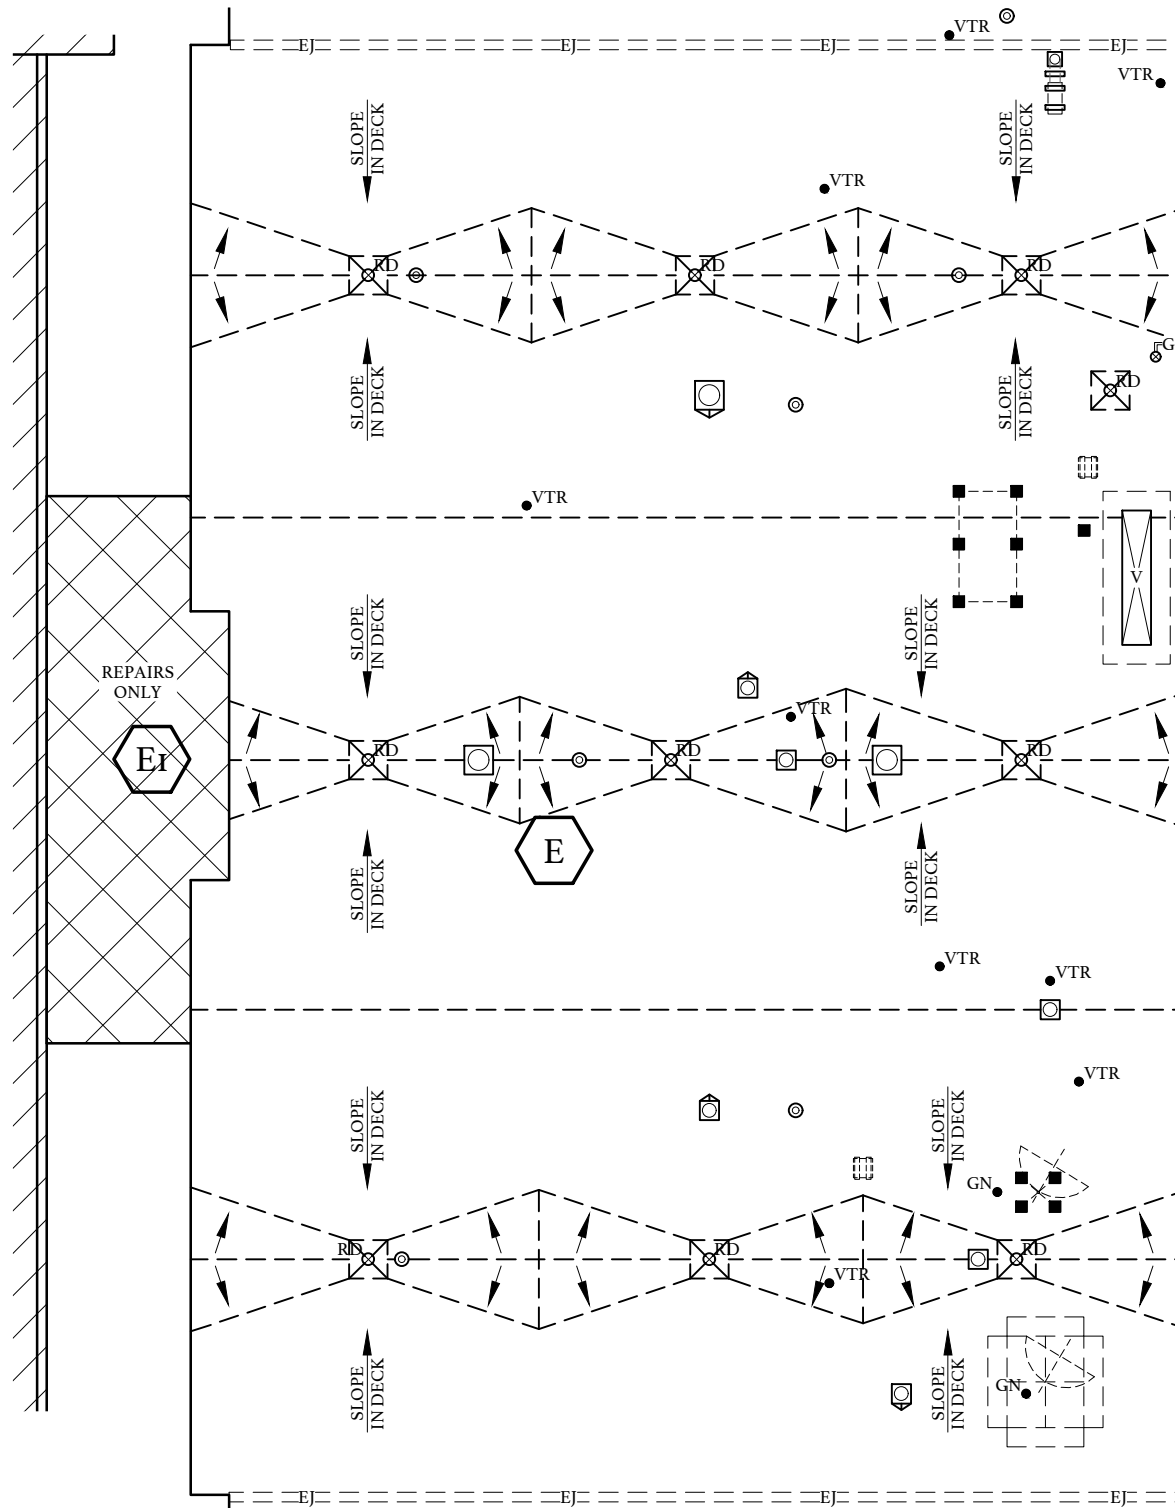 VTR
EJ
EJ
EJ
EJ
VTR
SLOPE
IN DECK
SLOPE
IN DECK
VTR
RD
RD
RD
G
SLOPE
IN DECK
SLOPE
IN DECK
RD
VTR
V
SLOPE
IN DECK
SLOPE
IN DECK
REPAIRS
ONLY
VTR
E1
RD
RD
RD
E
SLOPE
IN DECK
SLOPE
IN DECK
VTR
VTR
VTR
SLOPE
IN DECK
SLOPE
IN DECK
GN
RD
RD
RD
VTR
SLOPE
IN DECK
SLOPE
IN DECK
GN
EJ
EJ
EJ
EJ